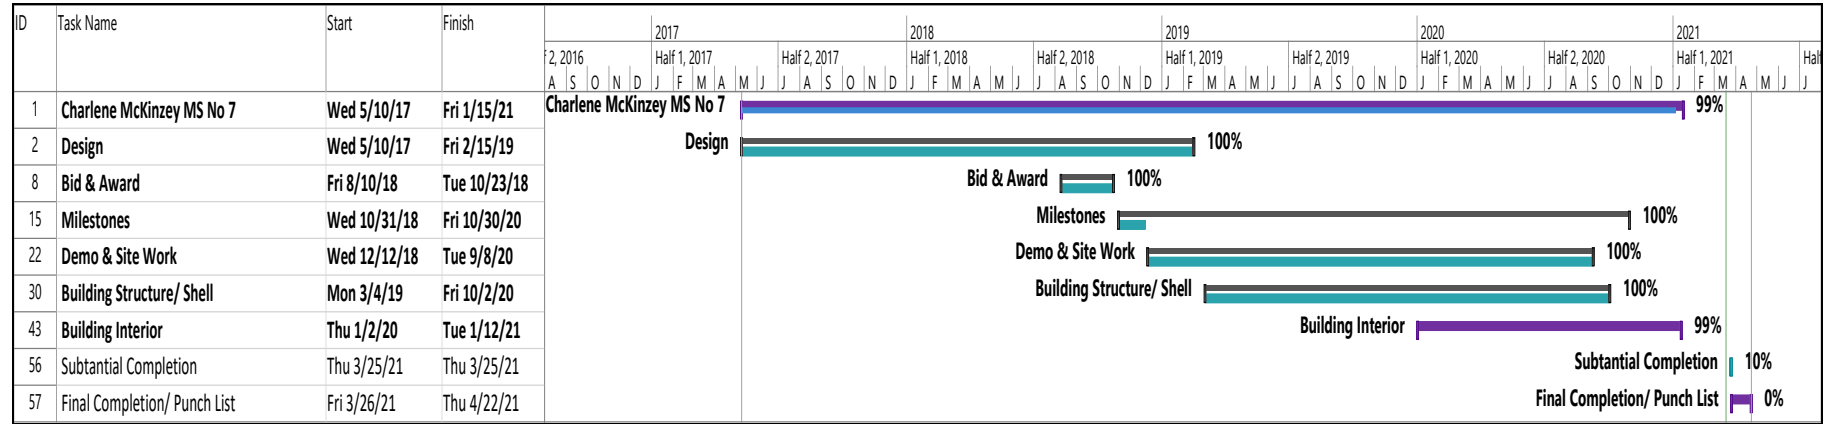 ID Task Name Start Finish
2017 2018 2019 2020 2021
f 2, 2016 Half 1, 2017 Half 2, 2017 Half 1, 2018 Half 2, 2018 Half 1, 2019 Half 2, 2019 Half 1, 2020 Half 2, 2020 Half 1, 2021 Half
A S O N D J F M A M J J A S O N D J F M A M J J A S O N D J F M A M J J A S O N D J F M A M J J A S O N D J F M A M J J
1 Charlene McKinzey MS No 7 Wed 5/10/17 Fri 1/15/21 Charlene McKinzey MS No 7 99%
2 Design Wed 5/10/17 Fri 2/15/19 Design 100%
8 Bid & Award Fri 8/10/18 Tue 10/23/18 Bid & Award 100%
15 Milestones Wed 10/31/18 Fri 10/30/20 Milestones 100%
22 Demo & Site Work Wed 12/12/18 Tue 9/8/20 Demo & Site Work 100%
30 Building Structure/ Shell Mon 3/4/19 Fri 10/2/20 Building Structure/ Shell 100%
43 Building Interior Thu 1/2/20 Tue 1/12/21 Building Interior 99%
56 Subtantial Completion Thu 3/25/21 Thu 3/25/21 Subtantial Completion 10%
57 Final Completion/ Punch List Fri 3/26/21 Thu 4/22/21 Final Completion/ Punch List 0%